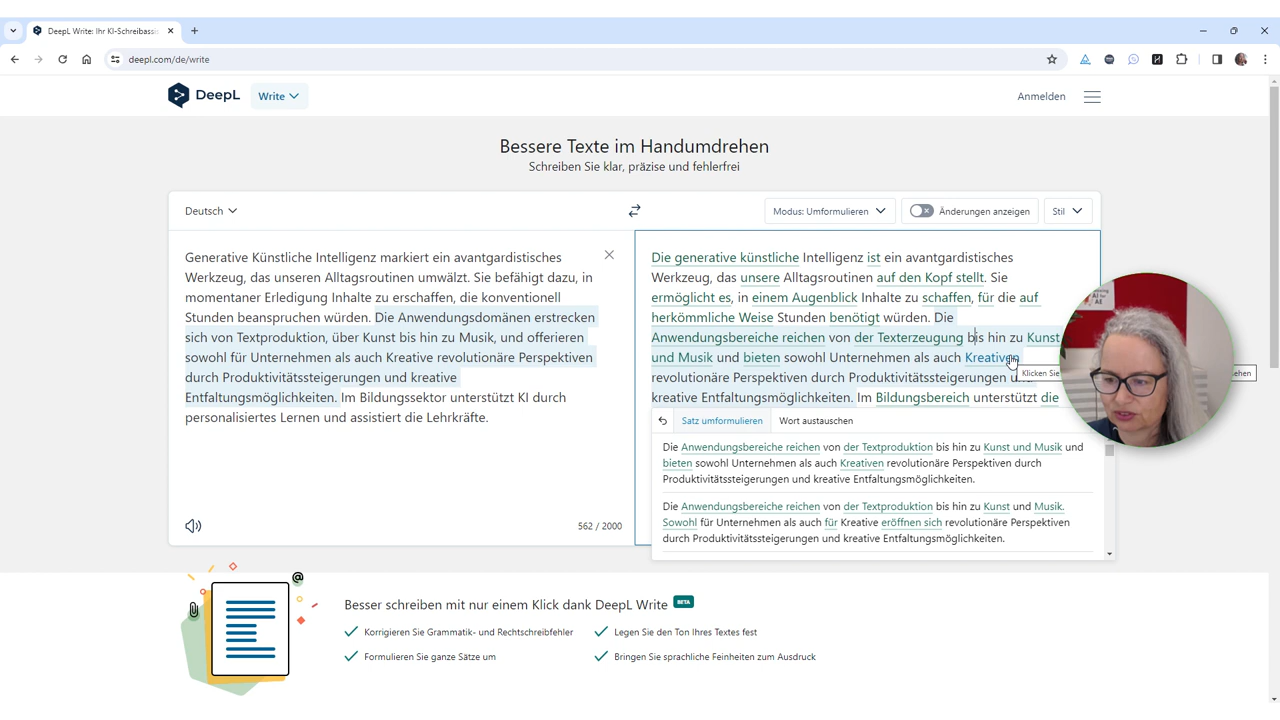 DeepL Write: Ihr KI-Schreibassis
deepl.com/de/write
DeepL
Write
Anmelden
Bessere Texte im Handumdrehen
Schreiben Sie klar, präzise und fehlerfrei
Deutsch
Modus: Umformulieren
Änderungen anzeigen
Stil
Generative Künstliche Intelligenz markiert ein avantgardistisches
Werkzeug, das unseren Alltagsroutinen umwälzt. Sie befähigt dazu, in
momentaner Erledigung Inhalte zu erschaffen, die konventionell
Stunden beanspruchen würden. Die Anwendungsdomänen erstrecken
sich von Textproduktion, über Kunst bis hin zu Musik, und offerieren
sowohl für Unternehmen als auch Kreative revolutionäre Perspektiven
durch Produktivitätssteigerungen und kreative
Entfaltungsmöglichkeiten. Im Bildungssektor unterstützt KI durch
personalisiertes Lernen und assistiert die Lehrkräfte.
562 / 2000
Die generative künstliche Intelligenz ist ein avantgardistisches
Werkzeug, das unsere Alltagsroutinen auf den Kopf stellt. Sie
ermöglicht es, in einem Augenblick Inhalte zu schaffen, für die auf
herkömmliche Weise Stunden benötigt würden. Die
Anwendungsbereiche reichen von der Texterzeugung bis hin zu Kunst
und Musik und bieten sowohl Unternehmen als auch Kreativen
revolutionäre Perspektiven durch Produktivitätssteigerungen und
kreative Entfaltungsmöglichkeiten. Im Bildungsbereich unterstützt die
Klicken Sie
Satz umformulieren
Wort austauschen
Die Anwendungsbereiche reichen von der Textproduktion bis hin zu Kunst und Musik und
bieten sowohl Unternehmen als auch Kreativen revolutionäre Perspektiven durch
Produktivitätssteigerungen und kreative Entfaltungsmöglichkeiten.
Die Anwendungsbereiche reichen von der Textproduktion bis hin zu Kunst und Musik.
Sowohl für Unternehmen als auch für Kreative eröffnen sich revolutionäre Perspektiven
durch Produktivitätssteigerungen und kreative Entfaltungsmöglichkeiten.
Besser schreiben mit nur einem Klick dank DeepL Write BETA
Korrigieren Sie Grammatik- und Rechtschreibfehler
Legen Sie den Ton Ihres Textes fest
Formulieren Sie ganze Sätze um
Bringen Sie sprachliche Feinheiten zum Ausdruck